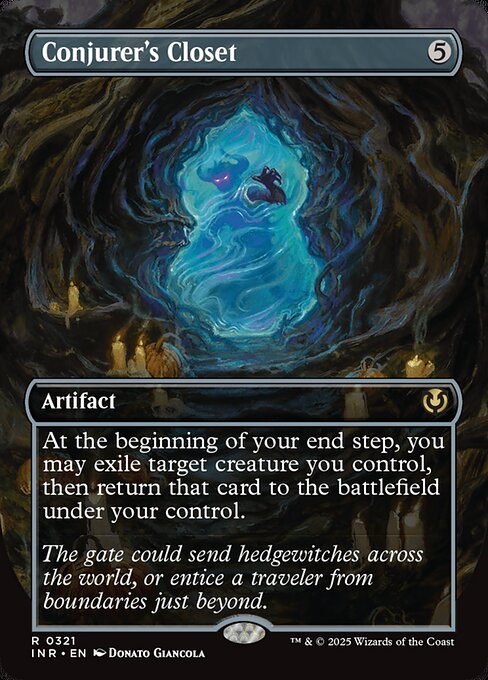 Conjurer's Closet 5
Artifact
At the beginning of your end step, you
may exile target creature you control,
then return that card to the battlefield
under your control.
The gate could send hedgewitches across
the world, or entice a traveler from
boundaries just beyond.
R 0321
INR • EN Donato Giancola
™ & © 2025 Wizards of the Coast